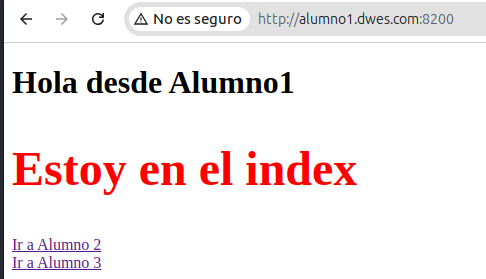 No es seguro http://alumno1.dwes.com:8200
Hola desde Alumno1
Estoy en el index
Ir a Alumno 2
Ir a Alumno 3